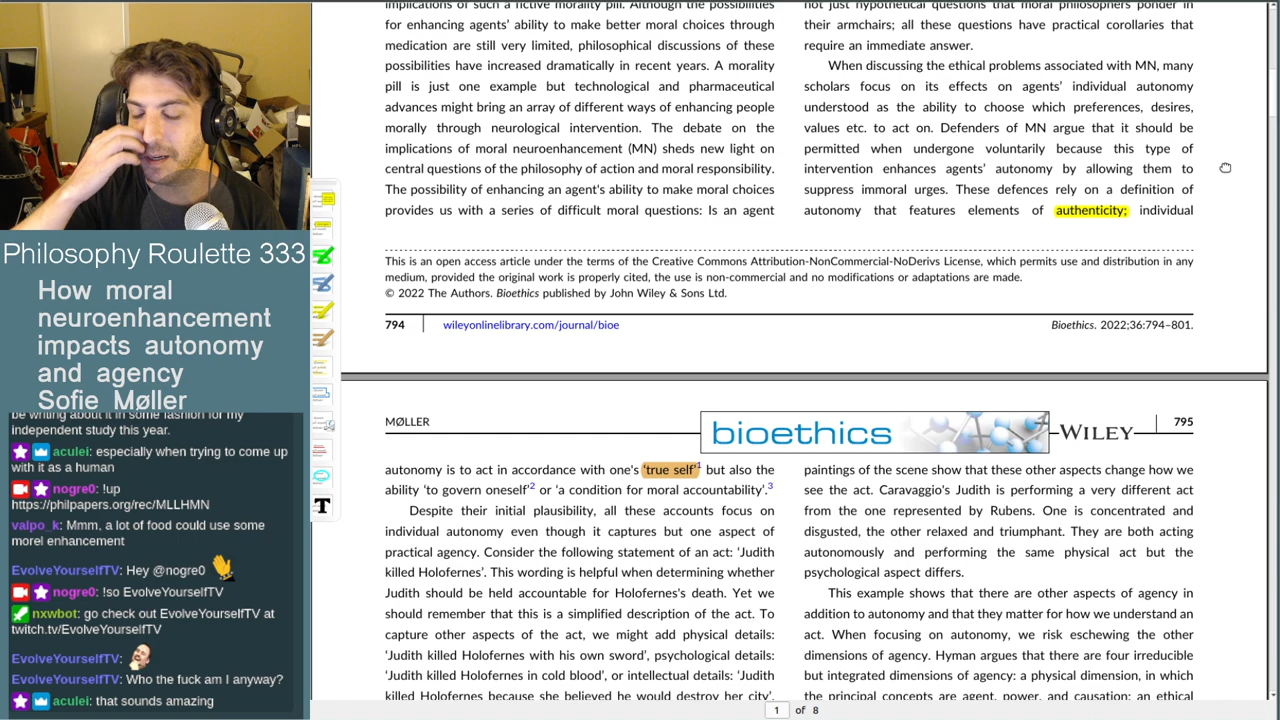 implications of such a fictive morality pill. Although the possibilities
for enhancing agents' ability to make better moral choices through
medication are still very limited, philosophical discussions of these
possibilities have increased dramatically in recent years. A morality
pill is just one example but technological and pharmaceutical
advances might bring an array of different ways of enhancing people
morally through neurological intervention. The debate on the
implications of moral neuroenhancement (MN) sheds new light on
central questions of the philosophy of action and moral responsibility.
The possibility of enhancing an agent's ability to make moral choices
provides us with a series of different moral questions: Is an agent
not just hypothetical questions that moral philosophers ponder in
their armchairs; all these questions have practical corollaries that
require an immediate answer.
When discussing the ethical problems associated with MN, many
scholars focus on its effects on agents' individual autonomy
understood as the ability to choose which preferences, desires,
values etc. to act on. Defenders of MN argue that it should be
permitted when undergone voluntarily because this type of
intervention enhances agents' autonomy by allowing them to
suppress immoral urges. These defences rely on a definition of
autonomy that features elements of authenticity; individual
This is an open access article under the terms of the Creative Commons Attribution-NonCommercial-NoDerivs License, which permits use and distribution in any
medium, provided the original work is properly cited, the use is non-commercial and no modifications or adaptations are made.
© 2022 The Authors. Bioethics published by John Wiley & Sons Ltd.
794 wileyonlinelibrary.com/journal/bioe Bioethics. 2022;36:794–801.
MØLLER bioethics WILEY 795
autonomy is to act in accordance with one's 'true self'1 but also the
ability 'to govern oneself'2 or 'a condition for moral accountability'.3
Despite their initial plausibility, all these accounts focus on
individual autonomy even though it captures but one aspect of
practical agency. Consider the following statement of an act: 'Judith
killed Holofernes'. This wording is helpful when determining whether
Judith should be held accountable for Holofernes's death. Yet we
should remember that this is a simplified description of the act. To
capture other aspects of the act, we might add physical details:
'Judith killed Holofernes with his own sword', psychological details:
'Judith killed Holofernes in cold blood', or intellectual details: 'Judith
killed Holofernes because she believed he would destroy her city'.
paintings of the scene show that these other aspects change how we
see the act. Caravaggio's Judith is performing a very different act
from the one represented by Rubens. One is concentrated and
disgusted, the other relaxed and triumphant. They are both acting
autonomously and performing the same physical act but the
psychological aspect differs.
This example shows that there are other aspects of agency in
addition to autonomy and that they matter for how we understand an
act. When focusing on autonomy, we risk eschewing the other
dimensions of agency. Hyman argues that there are four irreducible
but integrated dimensions of agency: a physical dimension, in which
the principal concepts are agent, power, and causation; an ethical
1 of 8
Philosophy Roulette 333
How moral
neuroenhancement
impacts autonomy
and agency
Sofie Møller
be writing about it in some fashion for my
independent study this year.
aculei: especially when trying to come up
with it as a human
nogre0: !up
https://philpapers.org/rec/MLLHMN
valpo_k: Mmm, a lot of food could use some
morel enhancement
EvolveYourselfTV: Hey @nogre0
nogre0: !so EvolveYourselfTV
nxwbot: go check out EvolveYourselfTV at
twitch.tv/EvolveYourselfTV
EvolveYourselfTV:
EvolveYourselfTV: Who the fuck am I anyway?
aculei: that sounds amazing
T